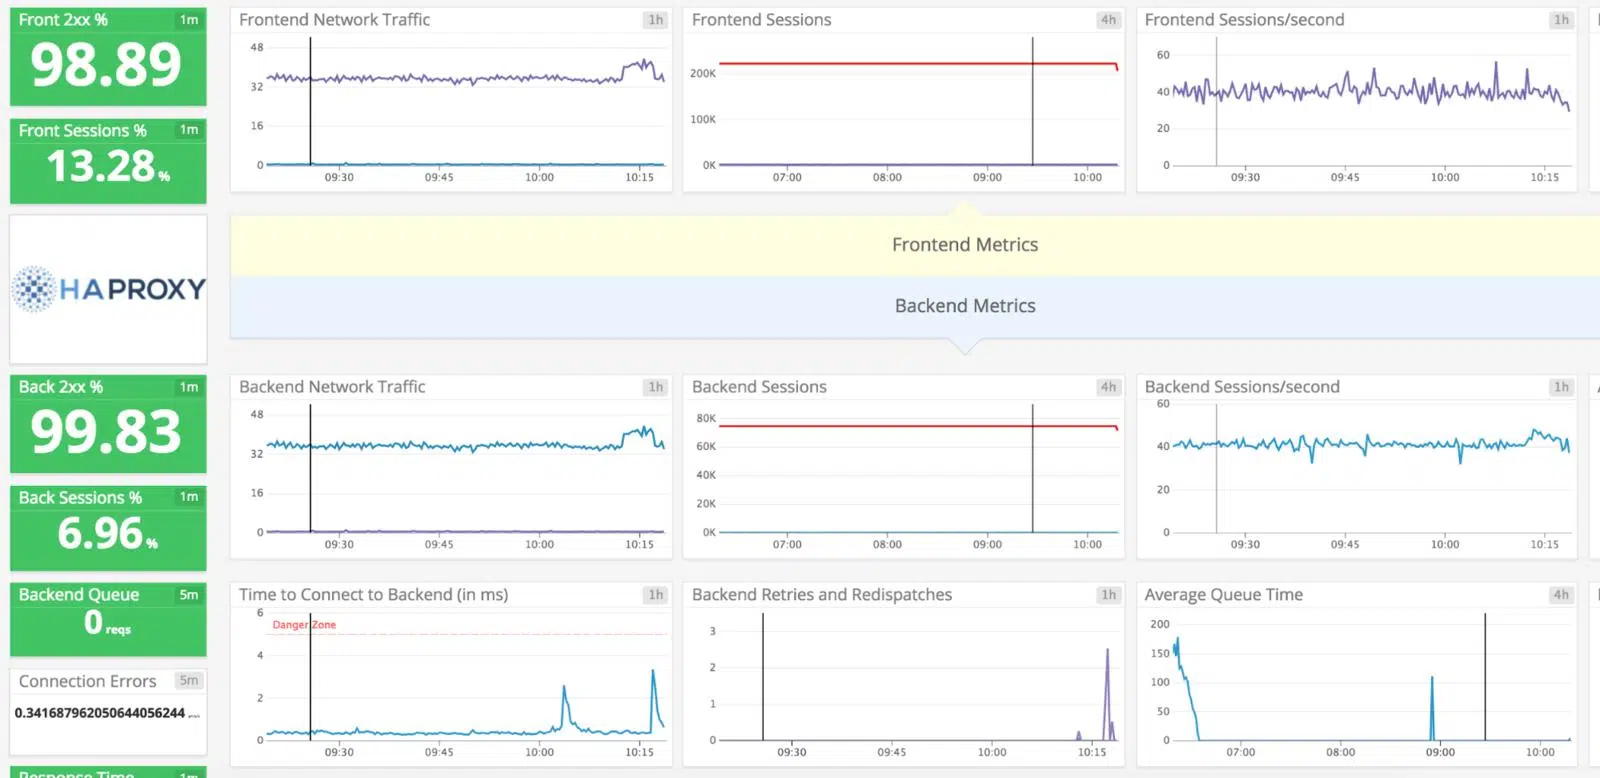 Front 2xx % 1m
98.89
Front Sessions % 1m
13.28 %
HAPROXY
Back 2xx % 1m
99.83
Back Sessions % 1m
6.96 %
Backend Queue 5m
0 reqs
Connection Errors 5m
0.341687962050644056244
Response Time 1m
Frontend Network Traffic 1h
48
32
16
0
09:30 09:45 10:00 10:15
Frontend Sessions 4h
200K
100K
0K
07:00 08:00 09:00 10:00
Frontend Sessions/second 1h
60
40
20
0
09:30 09:45 10:00 10:15
Frontend Metrics
Backend Metrics
Backend Network Traffic 1h
48
32
16
0
09:30 09:45 10:00 10:15
Backend Sessions 4h
80K
60K
40K
20K
0K
07:00 08:00 09:00 10:00
Backend Sessions/second 1h
60
40
20
0
09:30 09:45 10:00 10:15
Time to Connect to Backend (in ms) 1h
6
Danger Zone
4
2
0
09:30 09:45 10:00 10:15
Backend Retries and Redispatches 1h
3
2
1
0
09:30 09:45 10:00 10:15
Average Queue Time 4h
200
150
100
50
0
07:00 08:00 09:00 10:00